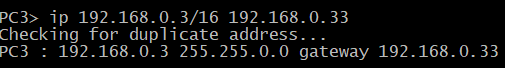 PC3> ip 192.168.0.3/16 192.168.0.33
Checking for duplicate address...
PC3 : 192.168.0.3 255.255.0.0 gateway 192.168.0.33